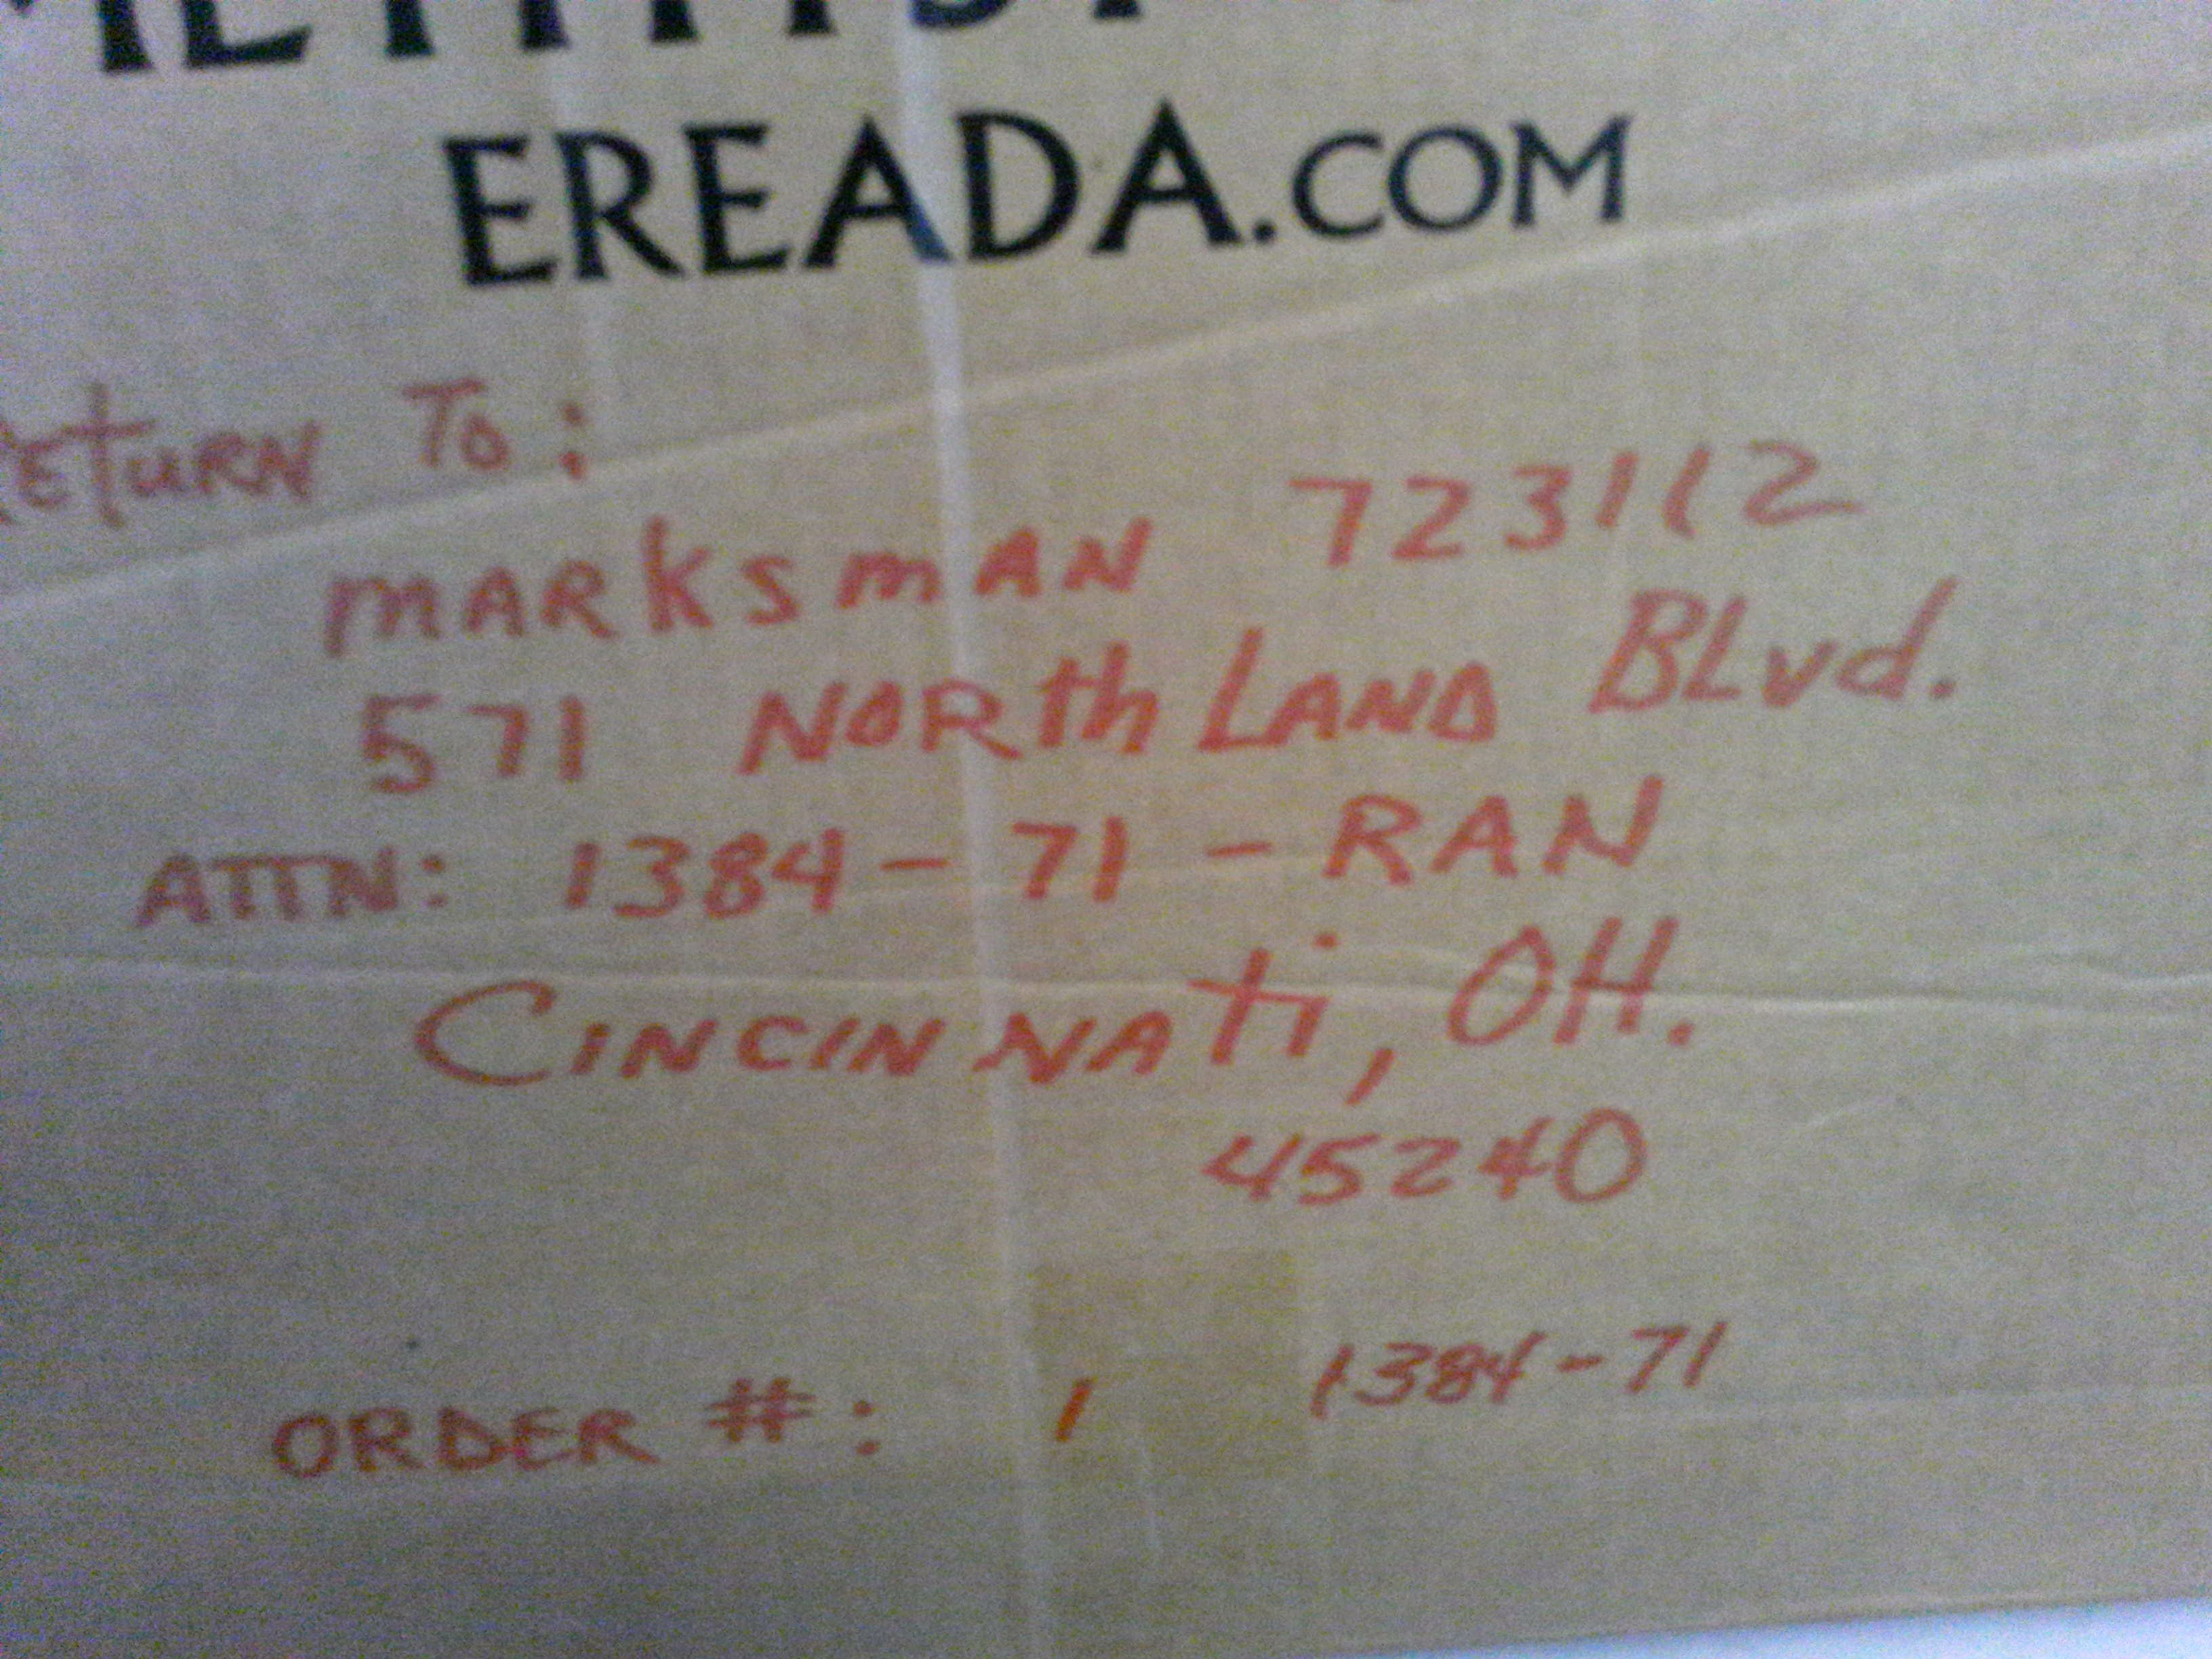 EREADA.COM
RETURN TO:
MARKSMAN 723112
571 NORTHLAND BLVD.
ATTN: 1384-71-RAN
CINCINNATI, OH.
45240
ORDER #: 1 1384-71